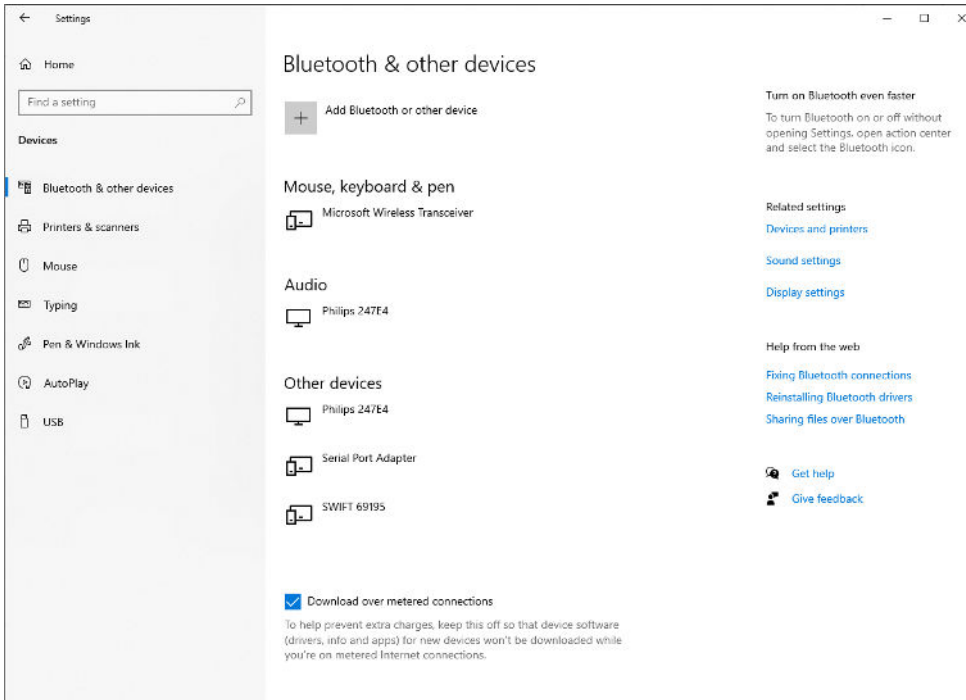 Settings
Home
Find a setting
Devices
Bluetooth & other devices
Printers & scanners
Mouse
Typing
Pen & Windows Ink
AutoPlay
USB
Bluetooth & other devices
Add Bluetooth or other device
Mouse, keyboard & pen
Microsoft Wireless Transceiver
Audio
Philips 247E4
Other devices
Philips 247E4
Serial Port Adapter
SWIFT 69195
Download over metered connections
To help prevent extra charges, keep this off so that device software
(drivers, info and apps) for new devices won't be downloaded while
you're on metered Internet connections.
Turn on Bluetooth even faster
To turn Bluetooth on or off without
opening Settings, open action center
and select the Bluetooth icon.
Related settings
Devices and printers
Sound settings
Display settings
Help from the web
Fixing Bluetooth connections
Reinstalling Bluetooth drivers
Sharing files over Bluetooth
Get help
Give feedback